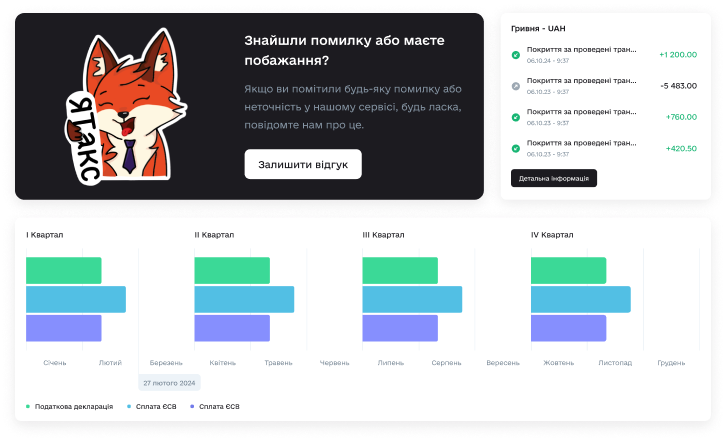 Знайшли помилку або маєте
побажання?
Якщо ви помітили будь-яку помилку або
неточність у нашому сервісі, будь ласка,
повідомте нам про це.
Залишити відгук
ЯТакс
Гривня - UAH
Покриття за проведені тран...
06.10.24 - 9:37
+1 200.00
Покриття за проведені тран...
06.10.23 - 9:37
-5 483.00
Покриття за проведені тран...
06.10.23 - 9:37
+760.00
Покриття за проведені тран...
06.10.23 - 9:37
+420.50
Детальна інформація
I Квартал
II Квартал
III Квартал
IV Квартал
Січень
Лютий
Березень
Квітень
Травень
Червень
Липень
Серпень
Вересень
Жовтень
Листопад
Грудень
27 лютого 2024
Податкова декларація
Сплата ЄСВ
Сплата ЄСВ